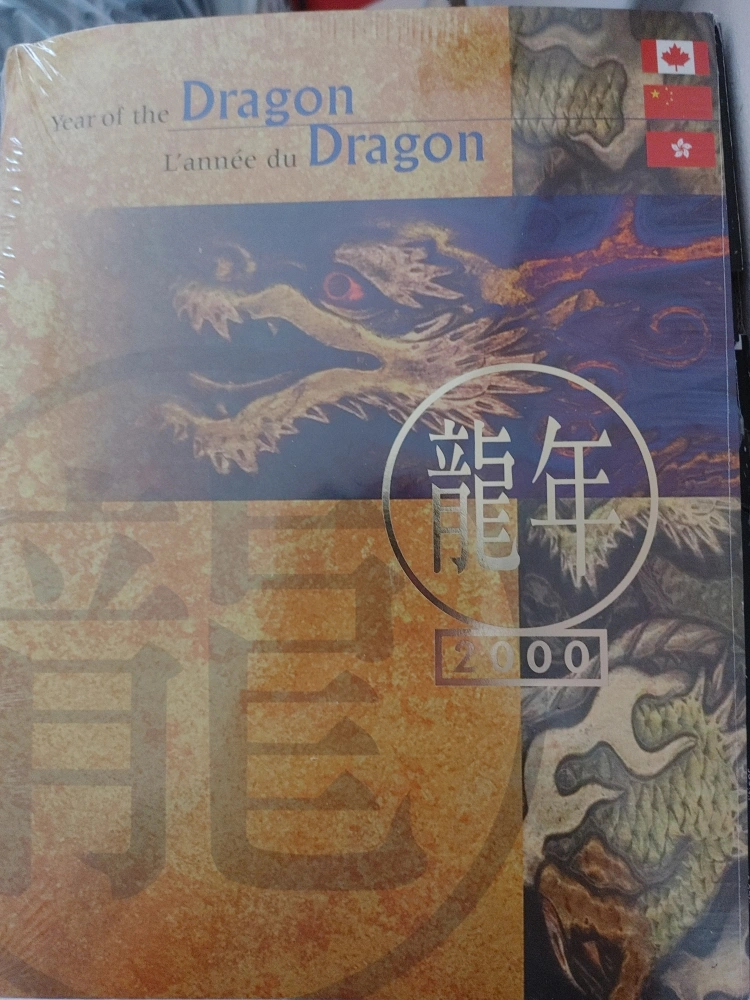 Year of the Dragon
L'année du Dragon
龍年
2000
龍